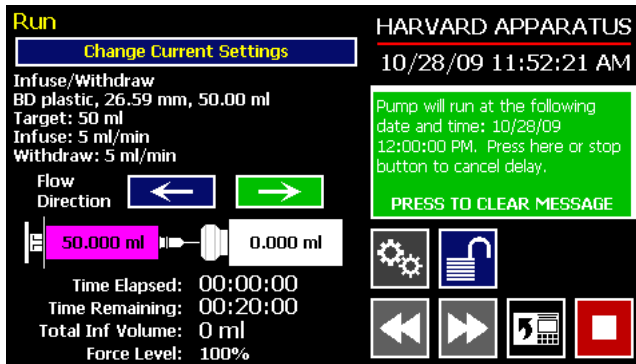 Run
Change Current Settings
Infuse/Withdraw
BD plastic, 26.59 mm, 50.00 ml
Target: 50 ml
Infuse: 5 ml/min
Withdraw: 5 ml/min
Flow
Direction
50.000 ml
0.000 ml
Time Elapsed: 00:00:00
Time Remaining: 00:20:00
Total Inf Volume: 0 ml
Force Level: 100%
HARVARD APPARATUS
10/28/09 11:52:21 AM
Pump will run at the following
date and time: 10/28/09
12:00:00 PM. Press here or stop
button to cancel delay.
PRESS TO CLEAR MESSAGE